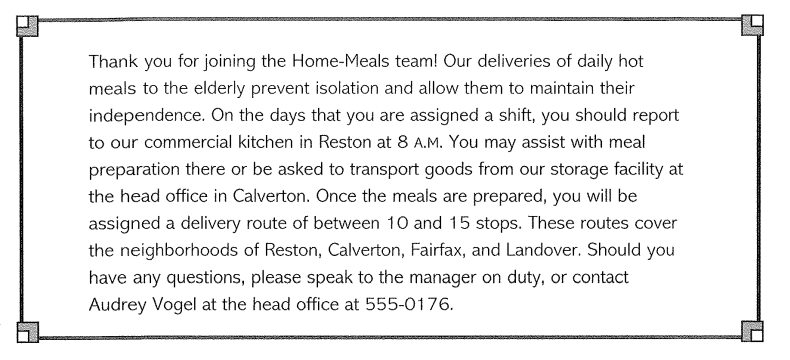 Thank you for joining the Home-Meals team! Our deliveries of daily hot
meals to the elderly prevent isolation and allow them to maintain their
independence. On the days that you are assigned a shift, you should report
to our commercial kitchen in Reston at 8 A.M. You may assist with meal
preparation there or be asked to transport goods from our storage facility at
the head office in Calverton. Once the meals are prepared, you will be
assigned a delivery route of between 10 and 15 stops. These routes cover
the neighborhoods of Reston, Calverton, Fairfax, and Landover. Should you
have any questions, please speak to the manager on duty, or contact
Audrey Vogel at the head office at 555-0176.